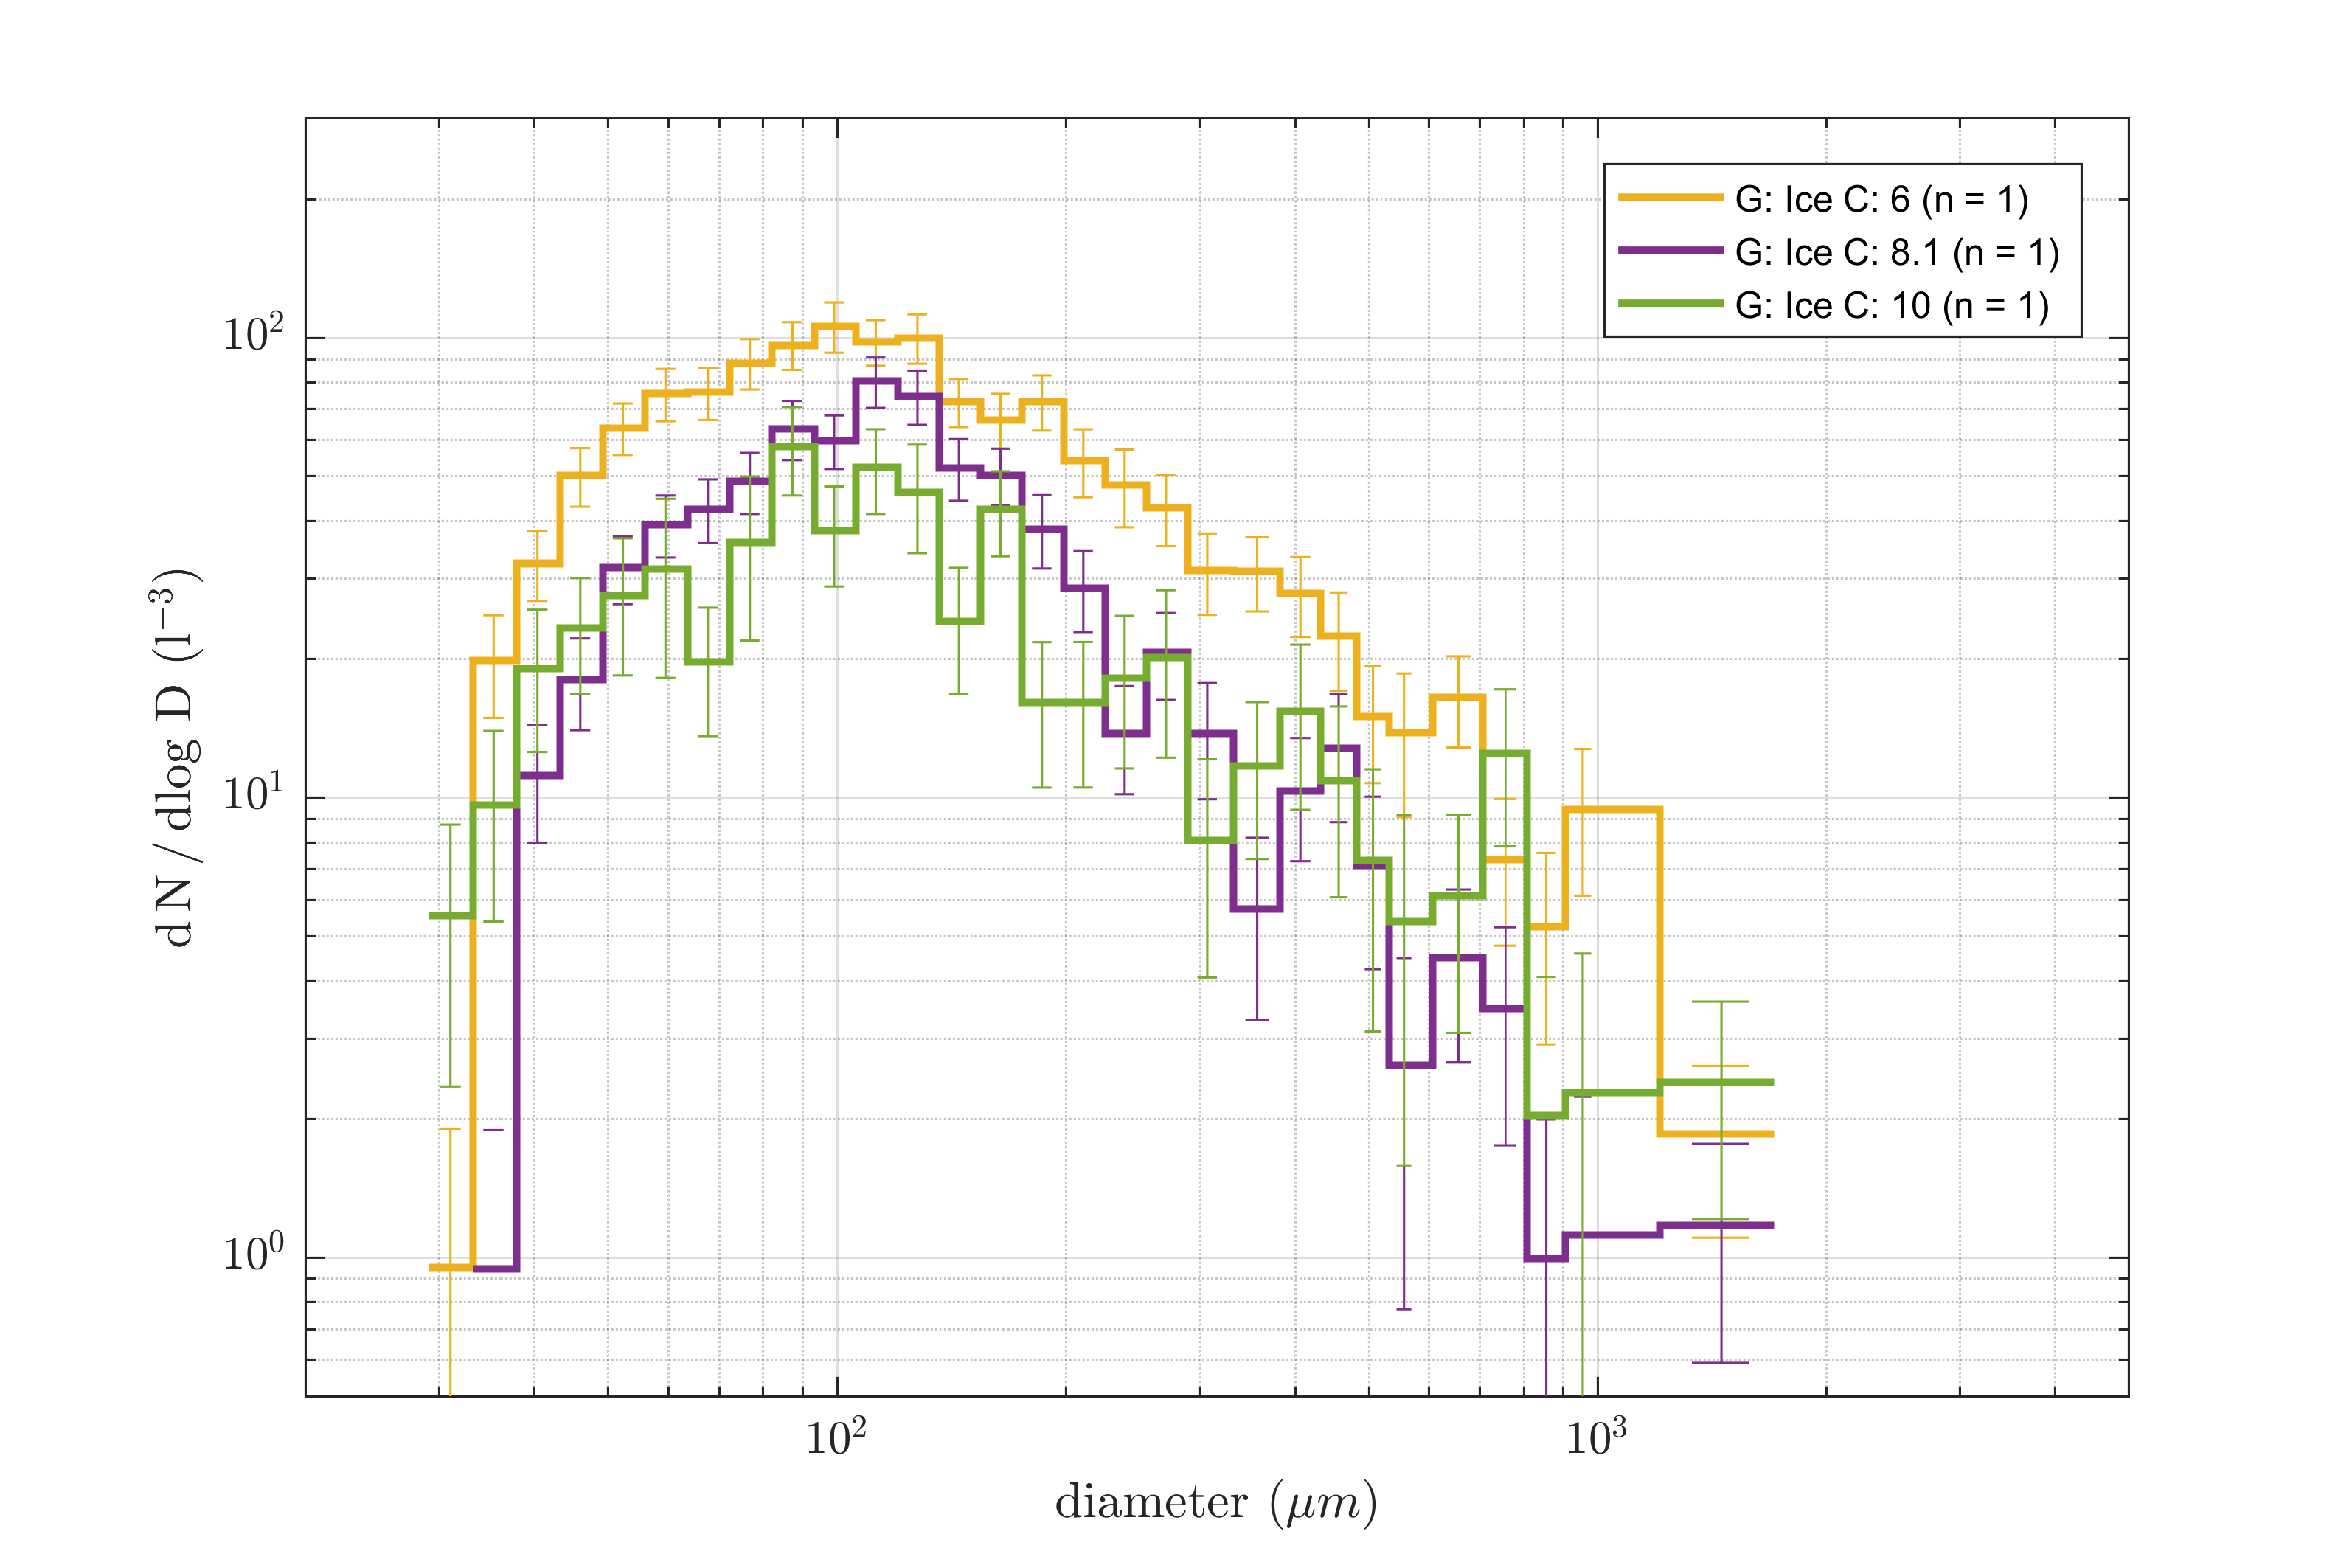 G: Ice C: 6 (n = 1)
G: Ice C: 8.1 (n = 1)
G: Ice C: 10 (n = 1)
d N / dlog D (l⁻³)
10²
10¹
10⁰
10²
10³
diameter (μm)